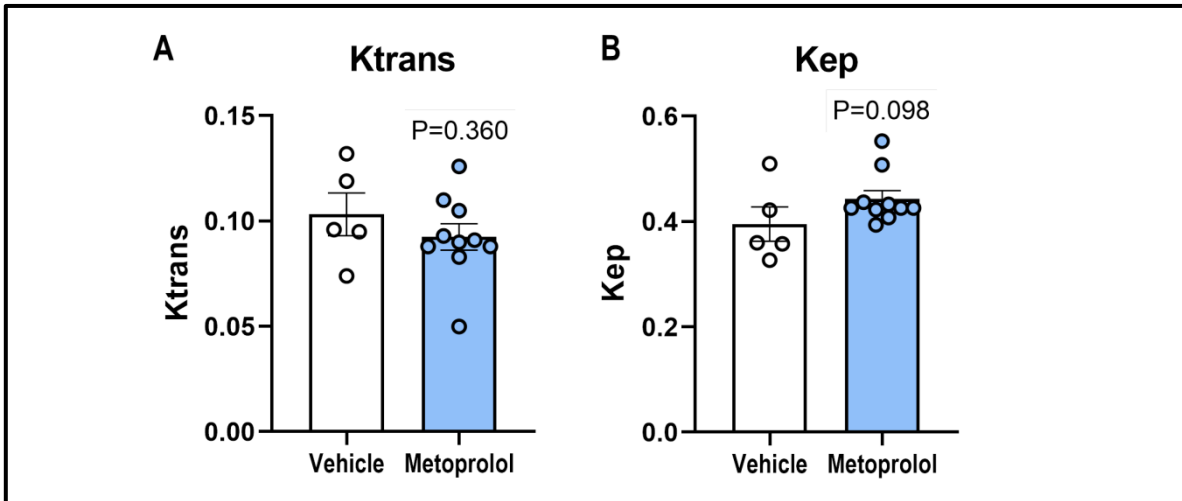 A
Ktrans
P=0.360
0.15
0.10
0.05
0.00
Ktrans
Vehicle
Metoprolol
B
Kep
P=0.098
0.6
0.4
0.2
0.0
Kep
Vehicle
Metoprolol